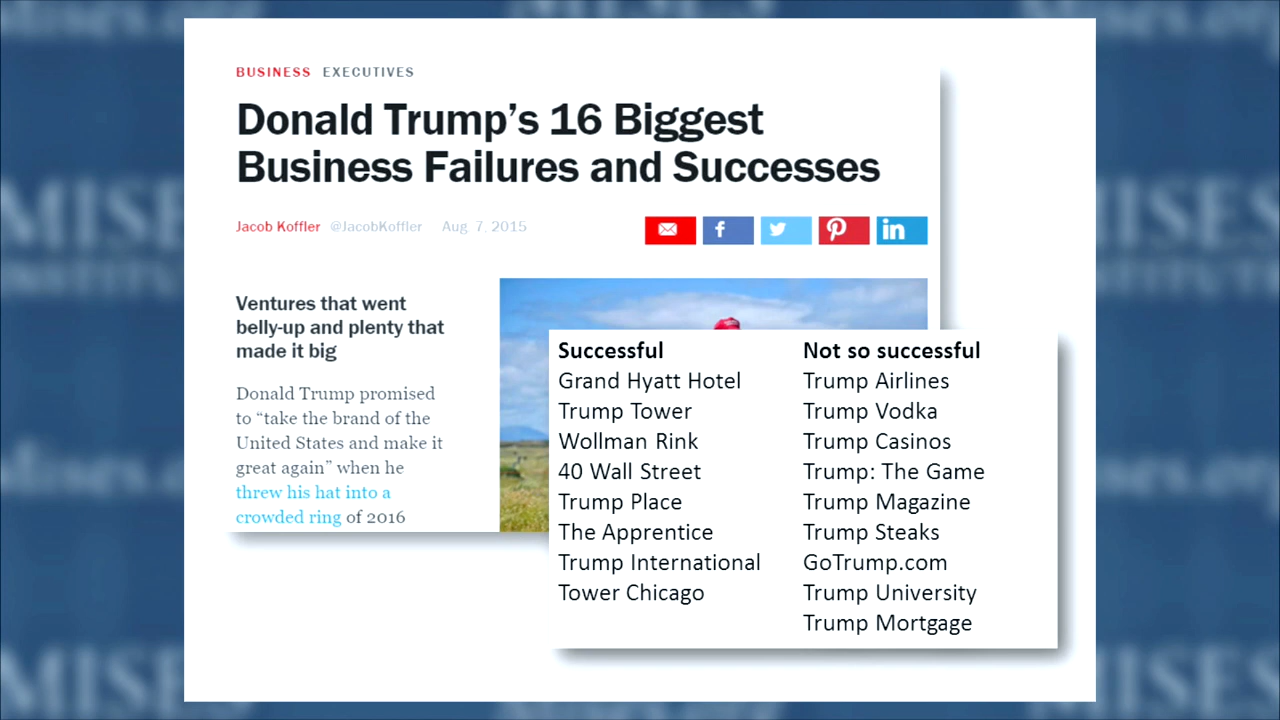 BUSINESS EXECUTIVES
Donald Trump's 16 Biggest
Business Failures and Successes
Jacob Koffler @JacobKoffler Aug 7, 2015
Ventures that went
belly-up and plenty that
made it big
Donald Trump promised
to “take the brand of the
United States and make it
great again” when he
threw his hat into a
crowded ring of 2016
Successful
Grand Hyatt Hotel
Trump Tower
Wollman Rink
40 Wall Street
Trump Place
The Apprentice
Trump International
Tower Chicago
Not so successful
Trump Airlines
Trump Vodka
Trump Casinos
Trump: The Game
Trump Magazine
Trump Steaks
GoTrump.com
Trump University
Trump Mortgage